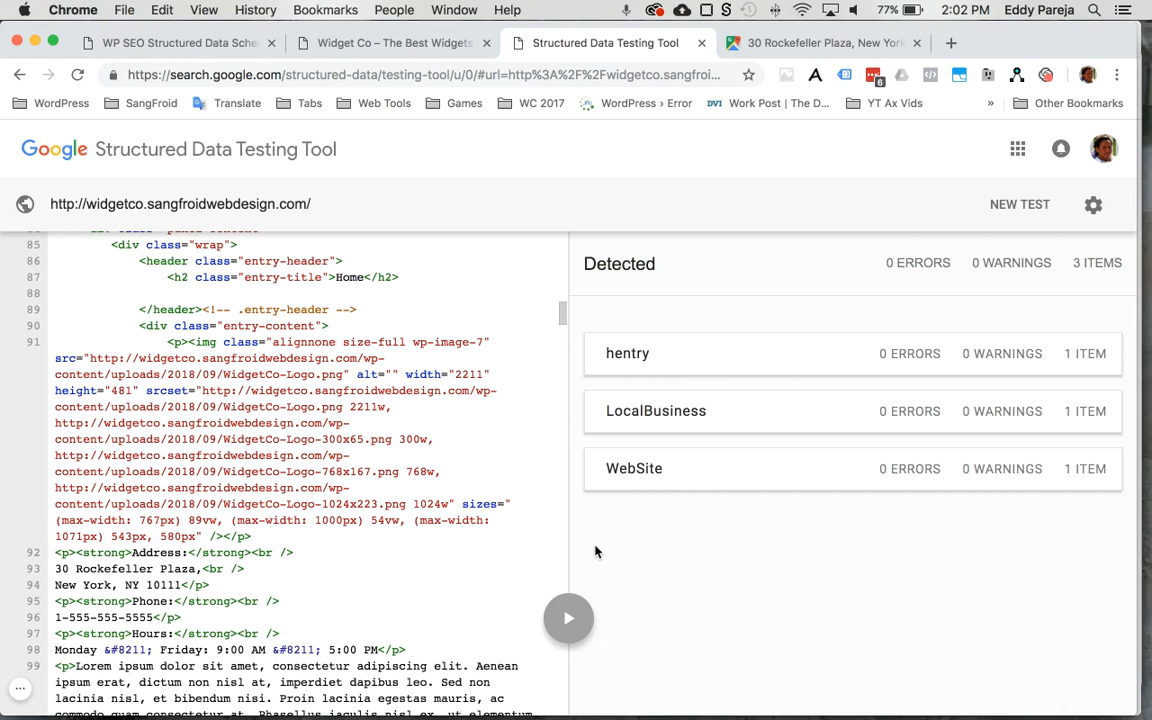 Chrome File Edit View History Bookmarks People Window Help 77% 2:02 PM Eddy Pareja
WP SEO Structured Data Sche × Widget Co – The Best Widgets × Structured Data Testing Tool × 30 Rockefeller Plaza, New York × +
https://search.google.com/structured-data/testing-tool/u/0/#url=http%3A%2F%2Fwidgetco.sangfroi... 6
WordPress SangFroid Translate Tabs Web Tools Games WC 2017 WordPress › Error DVI Work Post | The D... YT Ax Vids » Other Bookmarks
Google Structured Data Testing Tool
http://widgetco.sangfroidwebdesign.com/ NEW TEST
85 <div class="wrap">
86 <header class="entry-header">
87 <h2 class="entry-title">Home</h2>
88
89 </header><!-- .entry-header -->
90 <div class="entry-content">
91 <p><img class="alignnone size-full wp-image-7"
src="http://widgetco.sangfroidwebdesign.com/wp-
content/uploads/2018/09/WidgetCo-Logo.png" alt="" width="2211"
height="481" srcset="http://widgetco.sangfroidwebdesign.com/wp-
content/uploads/2018/09/WidgetCo-Logo.png 2211w,
http://widgetco.sangfroidwebdesign.com/wp-
content/uploads/2018/09/WidgetCo-Logo-300x65.png 300w,
http://widgetco.sangfroidwebdesign.com/wp-
content/uploads/2018/09/WidgetCo-Logo-768x167.png 768w,
http://widgetco.sangfroidwebdesign.com/wp-
content/uploads/2018/09/WidgetCo-Logo-1024x223.png 1024w" sizes="
(max-width: 767px) 89vw, (max-width: 1000px) 54vw, (max-width:
1071px) 543px, 580px" /></p>
92 <p><strong>Address:</strong><br />
93 30 Rockefeller Plaza,<br />
94 New York, NY 10111</p>
95 <p><strong>Phone:</strong><br />
96 1-555-555-5555</p>
97 <p><strong>Hours:</strong><br />
98 Monday &#8211; Friday: 9:00 AM &#8211; 5:00 PM</p>
99 <p>Lorem ipsum dolor sit amet, consectetur adipiscing elit. Aenean
ipsum erat, dictum non nisl at, imperdiet dapibus leo. Sed non
lacinia nisl, et bibendum nisi. Proin lacinia egestas mauris, ac
Detected 0 ERRORS 0 WARNINGS 3 ITEMS
hentry 0 ERRORS 0 WARNINGS 1 ITEM
LocalBusiness 0 ERRORS 0 WARNINGS 1 ITEM
WebSite 0 ERRORS 0 WARNINGS 1 ITEM